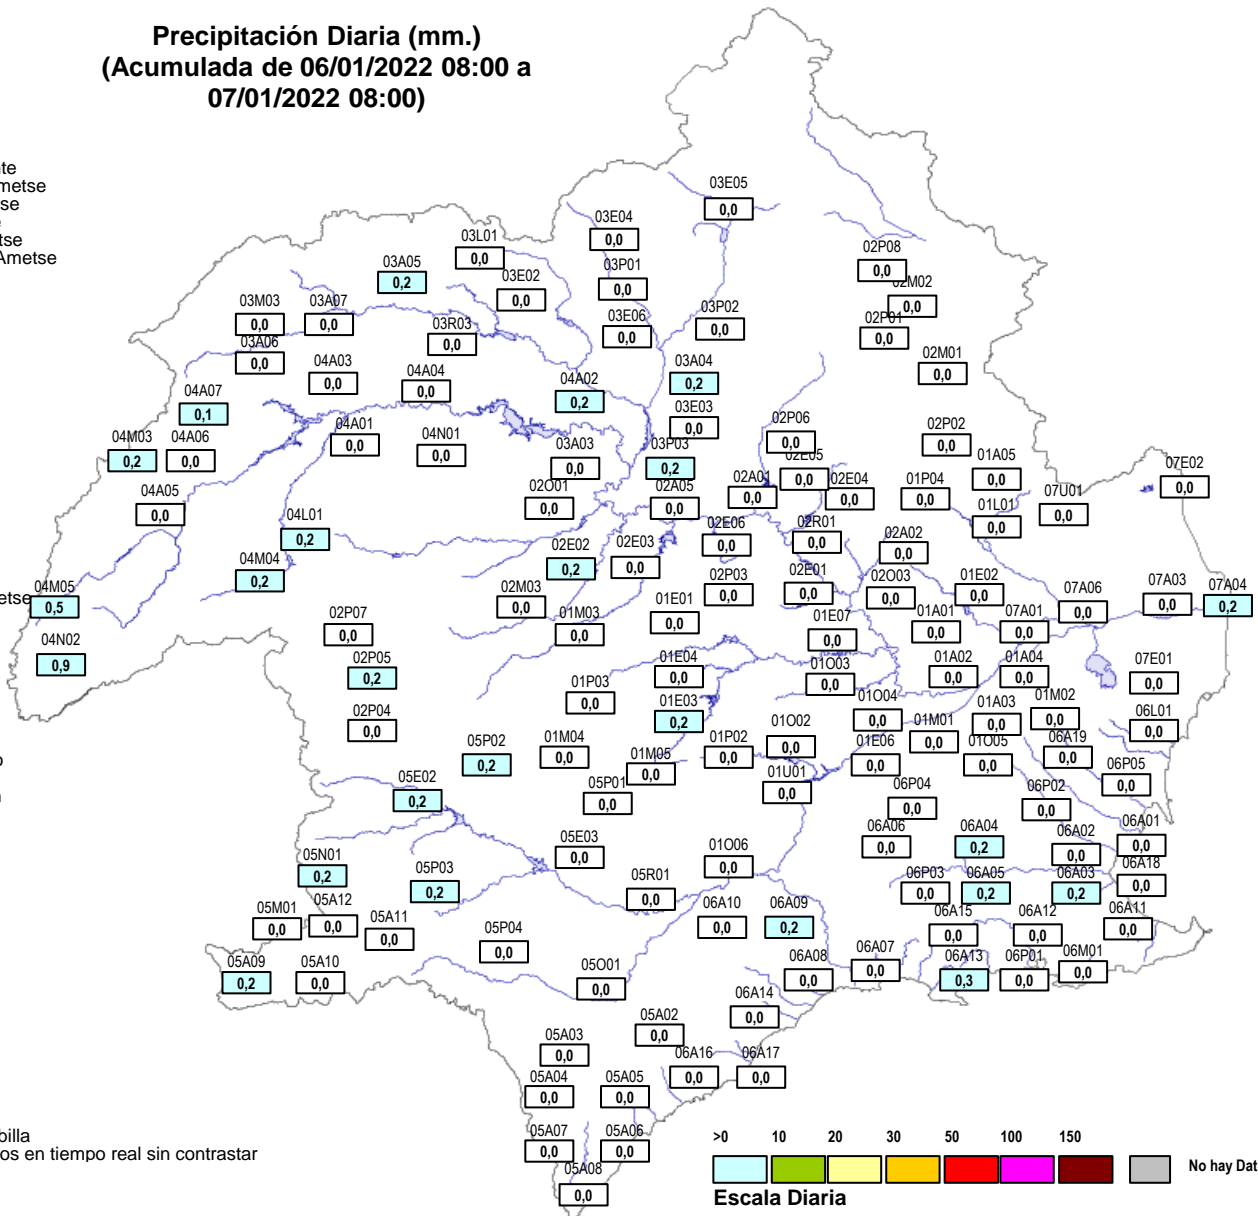 Precipitación Diaria (mm.)
(Acumulada de 06/01/2022 08:00 a
07/01/2022 08:00)
Ametse
03E05
0,0
03E04
0,0
03L01
0,0
02P08
0,0
03A05
0,2
03P01
0,0
03E02
0,0
02M02
0,0
03M03
0,0
03A07
0,0
03P02
0,0
03E06
0,0
02P01
0,0
03R03
0,0
03A06
0,0
04A03
0,0
02M01
0,0
03A04
0,2
04A04
0,0
04A02
0,2
04A07
0,1
03E03
0,0
02P06
0,0
02P02
0,0
04A01
0,0
04N01
0,0
04M03
0,2
04A06
0,0
03A03
0,0
03P03
0,2
02E05
0,0
01A05
0,0
07E02
0,0
02A01
0,0
02E04
0,0
01P04
0,0
04A05
0,0
02O01
0,0
02A05
0,0
07U01
0,0
01L01
0,0
04L01
0,2
02E06
0,0
02R01
0,0
02A02
0,0
02E02
0,2
02E03
0,0
04M04
0,2
02P03
0,0
02E01
0,0
02O03
0,0
01E02
0,0
07A06
0,0
07A03
0,0
07A04
0,2
04M05
0,5
02M03
0,0
01M03
0,0
01E01
0,0
02P07
0,0
01E07
0,0
01A01
0,0
07A01
0,0
04N02
0,9
02P05
0,2
01E04
0,0
01O03
0,0
01A02
0,0
01A04
0,0
07E01
0,0
01P03
0,0
01E03
0,2
02P04
0,0
01O04
0,0
01A03
0,0
01M02
0,0
06L01
0,0
01O02
0,0
01M01
0,0
05P02
0,2
01M04
0,0
01P02
0,0
01M05
0,0
01E06
0,0
01O05
0,0
06A19
0,0
05E02
0,2
05P01
0,0
01U01
0,0
06P04
0,0
06P02
0,0
06P05
0,0
05E03
0,0
01O06
0,0
06A06
0,0
06A04
0,2
06A02
0,0
06A01
0,0
05N01
0,2
05P03
0,2
05R01
0,0
06P03
0,0
06A05
0,2
06A03
0,2
06A18
0,0
05M01
0,0
05A12
0,0
05A11
0,0
06A10
0,0
06A09
0,2
06A15
0,0
06A12
0,0
06A11
0,0
05P04
0,0
05A09
0,2
05A10
0,0
05O01
0,0
06A08
0,0
06A07
0,0
06A13
0,3
06P01
0,0
06M01
0,0
06A14
0,0
05A02
0,0
05A03
0,0
06A16
0,0
06A17
0,0
05A04
0,0
05A05
0,0
05A07
0,0
05A06
0,0
05A08
0,0
billa
os en tiempo real sin contrastar
>0 10 20 30 50 100 150
No hay Dat
Escala Diaria